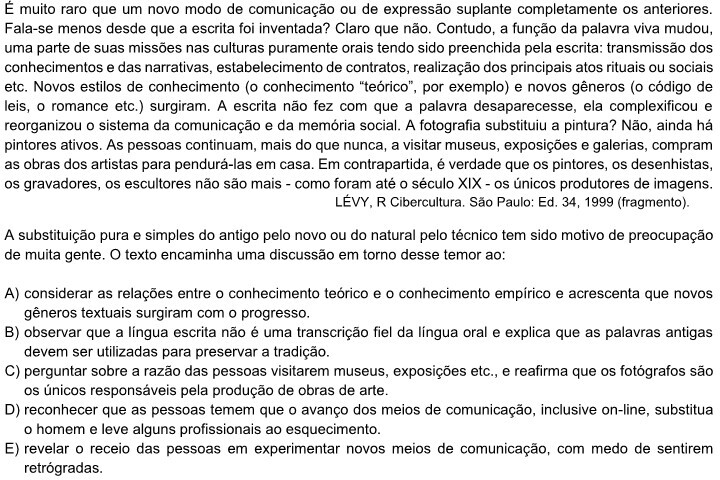 É muito raro que um novo modo de comunicação ou de expressão suplante completamente os anteriores.
Fala-se menos desde que a escrita foi inventada? Claro que não. Contudo, a função da palavra viva mudou,
uma parte de suas missões nas culturas puramente orais tendo sido preenchida pela escrita: transmissão dos
conhecimentos e das narrativas, estabelecimento de contratos, realização dos principais atos rituais ou sociais
etc. Novos estilos de conhecimento (o conhecimento “teórico”, por exemplo) e novos gêneros (o código de
leis, o romance etc.) surgiram. A escrita não fez com que a palavra desaparecesse, ela complexificou e
reorganizou o sistema da comunicação e da memória social. A fotografia substituiu a pintura? Não, ainda há
pintores ativos. As pessoas continuam, mais do que nunca, a visitar museus, exposições e galerias, compram
as obras dos artistas para pendurá-las em casa. Em contrapartida, é verdade que os pintores, os desenhistas,
os gravadores, os escultores não são mais - como foram até o século XIX - os únicos produtores de imagens.
LÉVY, R Cibercultura. São Paulo: Ed. 34, 1999 (fragmento).
A substituição pura e simples do antigo pelo novo ou do natural pelo técnico tem sido motivo de preocupação
de muita gente. O texto encaminha uma discussão em torno desse temor ao:
A) considerar as relações entre o conhecimento teórico e o conhecimento empírico e acrescenta que novos
gêneros textuais surgiram com o progresso.
B) observar que a língua escrita não é uma transcrição fiel da língua oral e explica que as palavras antigas
devem ser utilizadas para preservar a tradição.
C) perguntar sobre a razão das pessoas visitarem museus, exposições etc., e reafirma que os fotógrafos são
os únicos responsáveis pela produção de obras de arte.
D) reconhecer que as pessoas temem que o avanço dos meios de comunicação, inclusive on-line, substitua
o homem e leve alguns profissionais ao esquecimento.
E) revelar o receio das pessoas em experimentar novos meios de comunicação, com medo de sentirem
retrógradas.